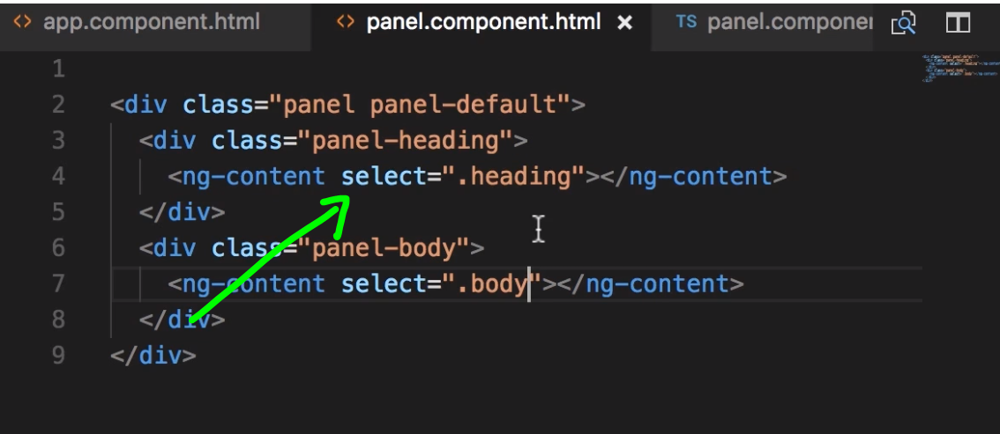 <> app.component.html <> panel.component.html × TS panel.componen
1
2 <div class="panel panel-default">
3 <div class="panel-heading">
4 <ng-content select=".heading"></ng-content>
5 </div>
6 <div class="panel-body">
7 <ng-content select=".body"></ng-content>
8 </div>
9 </div>